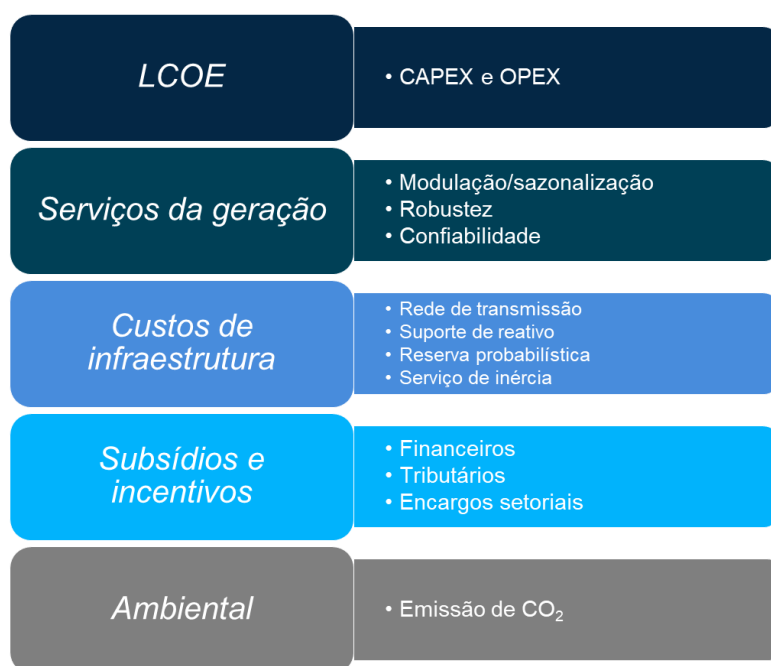 LCOE
• CAPEX e OPEX
Serviços da geração
• Modulação/sazonalização
• Robustez
• Confiabilidade
Custos de
infraestrutura
• Rede de transmissão
• Suporte de reativo
• Reserva probabilística
• Serviço de inércia
Subsídios e
incentivos
• Financeiros
• Tributários
• Encargos setoriais
Ambiental
• Emissão de CO₂